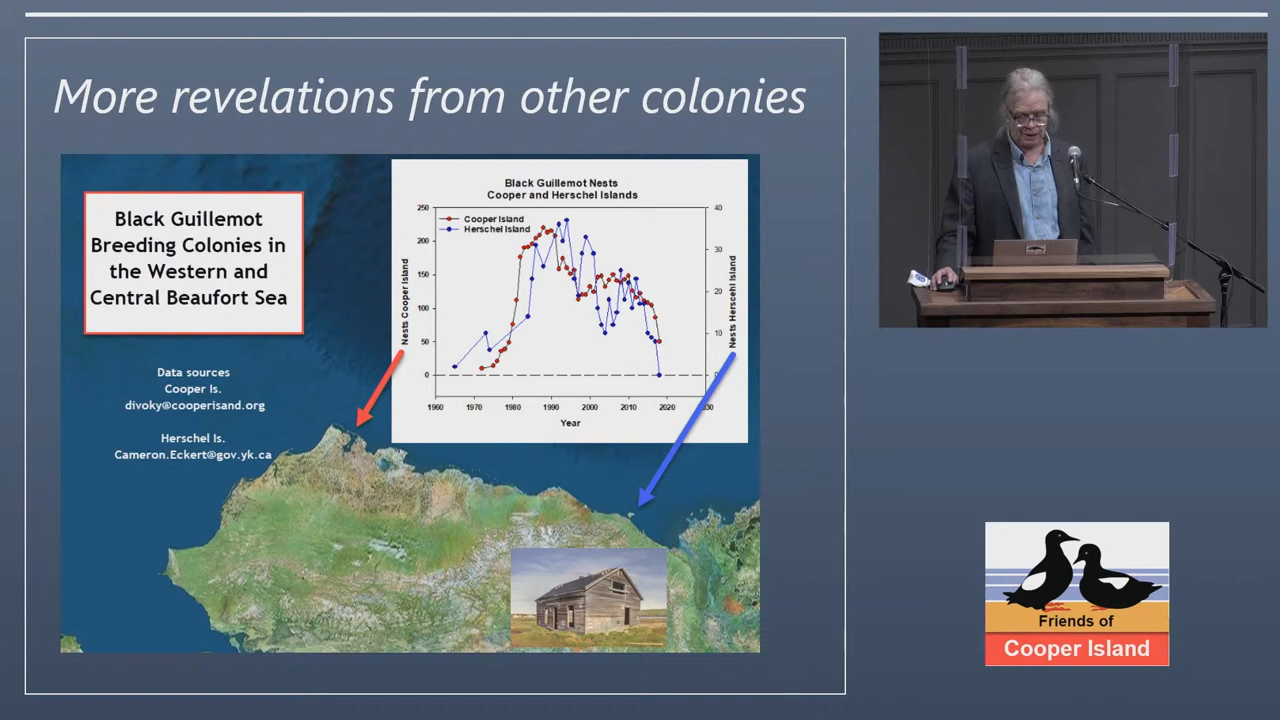 More revelations from other colonies
Black Guillemot
Breeding Colonies in
the Western and
Central Beaufort Sea
Data sources
Cooper Is.
divoky@cooperisand.org
Herschel Is.
Cameron.Eckert@gov.yk.ca
Black Guillemot Nests
Cooper and Herschel Islands
Cooper Island
Herschel Island
Nests Cooper Island
250
200
150
100
50
0
40
30
20
10
0
Nests Herscehl Island
1960 1970 1980 1990 2000 2010 2020 2030
Year
Friends of
Cooper Island